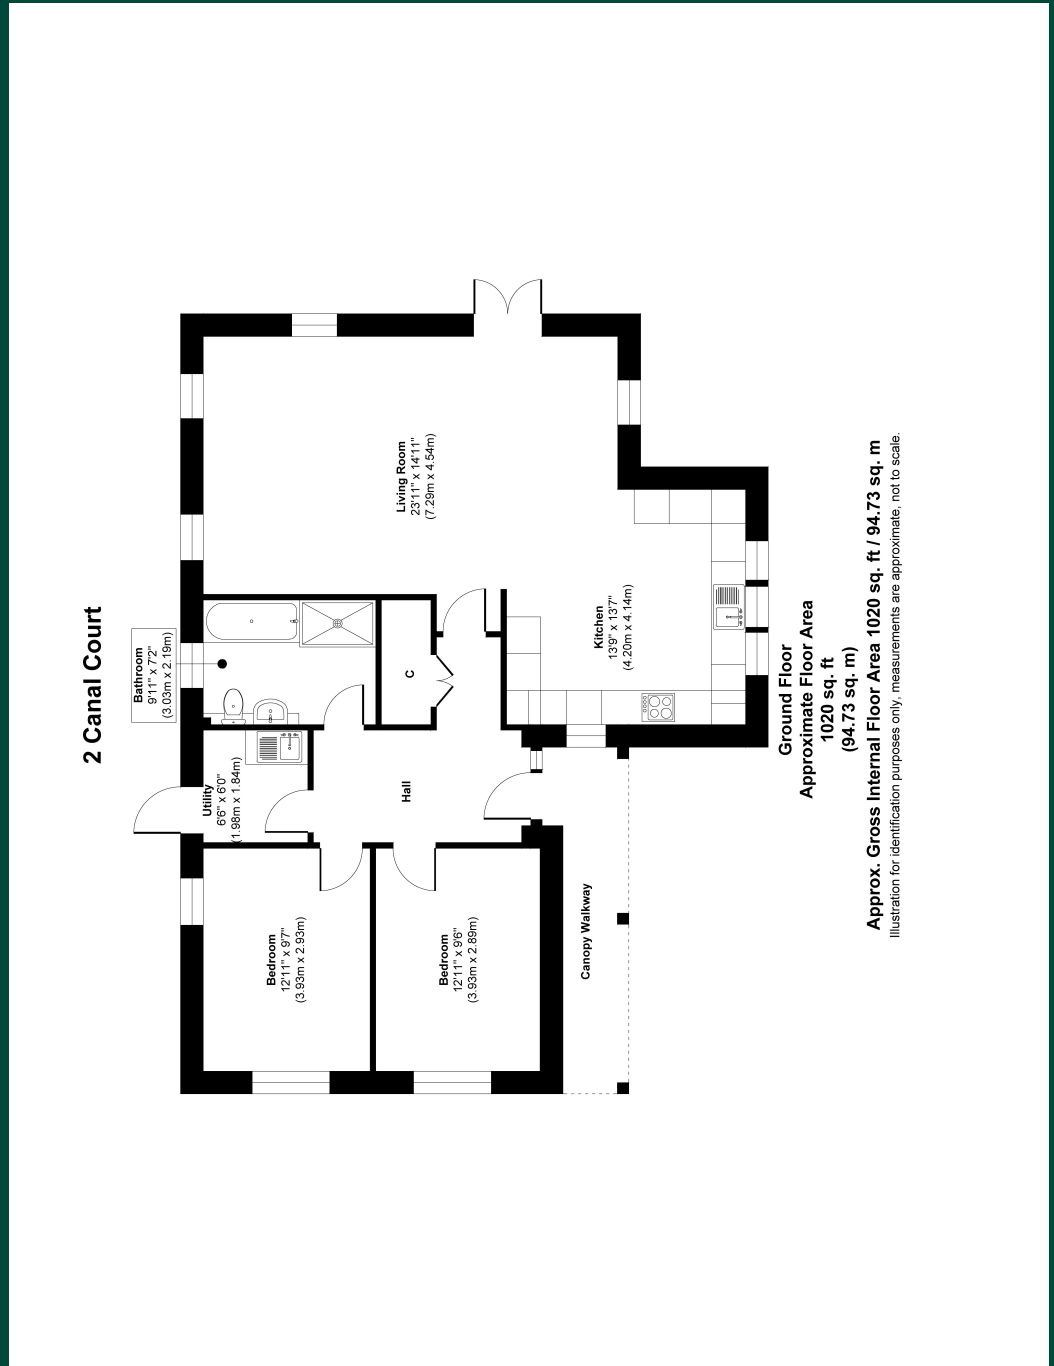 2 Canal Court
Bathroom
9'11" x 7'2"
(3.03m x 2.19m)
Utility
6'6" x 6'0"
(1.98m x 1.84m)
Bedroom
12'11" x 9'7"
(3.93m x 2.93m)
Living Room
23'11" x 14'11"
(7.29m x 4.54m)
C
Hall
Bedroom
12'11" x 9'6"
(3.93m x 2.89m)
Kitchen
13'9" x 13'7"
(4.20m x 4.14m)
Canopy Walkway
Ground Floor
Approximate Floor Area
1020 sq. ft
(94.73 sq. m)
Approx. Gross Internal Floor Area 1020 sq. ft / 94.73 sq. m
Illustration for identification purposes only, measurements are approximate, not to scale.